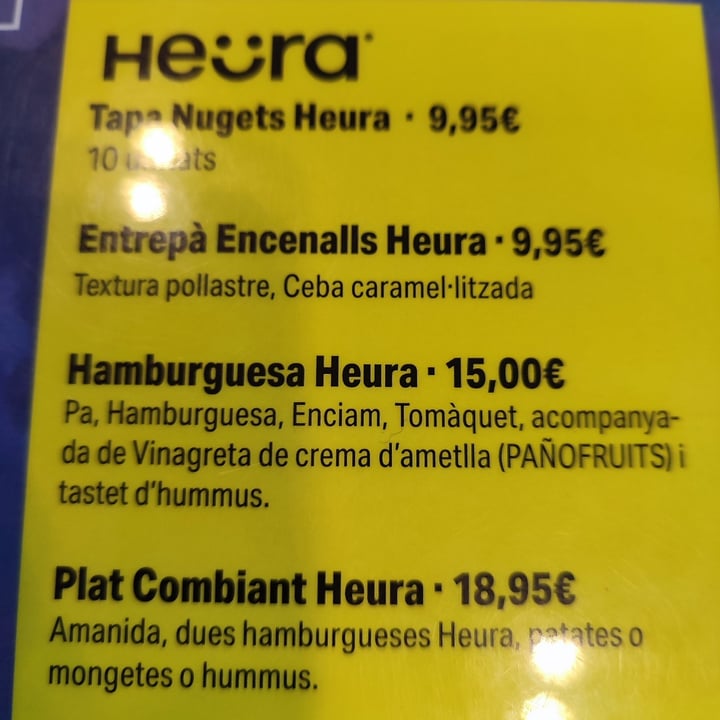 Heüra
Tapa Nugets Heura · 9,95€
10
Entrepà Encenalls Heura · 9,95€
Textura pollastre, Ceba caramel·litzada
Hamburguesa Heura · 15,00€
Pa, Hamburguesa, Enciam, Tomàquet, acompanya-
da de Vinagreta de crema d'ametlla (PAÑOFRUITS) i
tastet d'hummus.
Plat Combiant Heura · 18,95€
Amanida, dues hamburgueses Heura, patates o
mongetes o hummus.